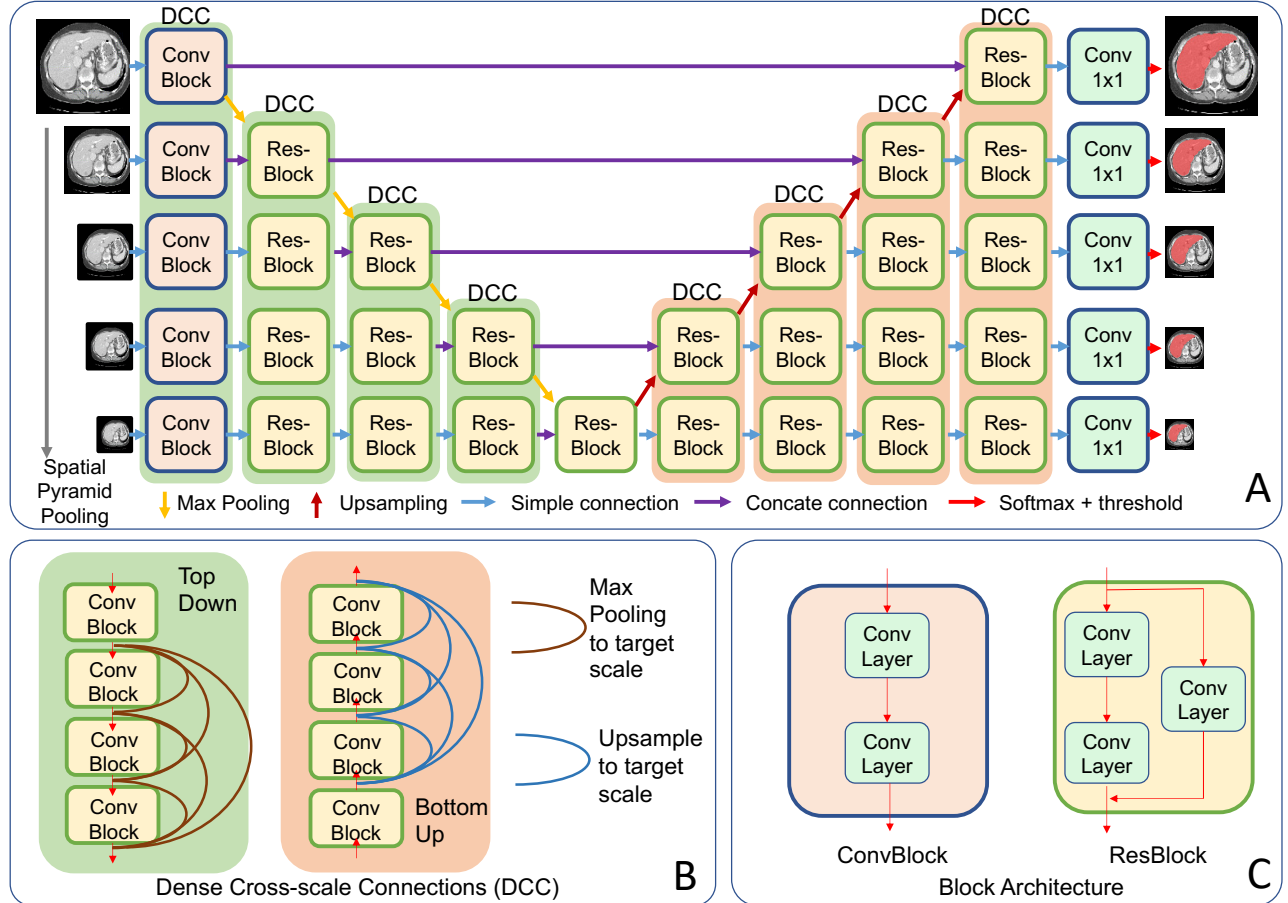 DCC
DCC
Conv
Block
Res-
Block
Conv
1x1
DCC
DCC
Conv
Block
Res-
Block
Res-
Block
Res-
Block
Conv
1x1
DCC
DCC
Conv
Block
Res-
Block
Res-
Block
Res-
Block
Res-
Block
Res-
Block
Conv
1x1
DCC
DCC
Conv
Block
Res-
Block
Res-
Block
Res-
Block
Res-
Block
Res-
Block
Res-
Block
Res-
Block
Conv
1x1
Conv
Block
Res-
Block
Res-
Block
Res-
Block
Res-
Block
Res-
Block
Res-
Block
Res-
Block
Res-
Block
Conv
1x1
Spatial
Pyramid
Pooling
Max Pooling
Upsampling
Simple connection
Concate connection
Softmax + threshold
A
Top
Down
Conv
Block
Conv
Block
Conv
Block
Conv
Block
Conv
Block
Conv
Block
Conv
Block
Conv
Block
Bottom
Up
Max
Pooling
to target
scale
Upsample
to target
scale
Dense Cross-scale Connections (DCC)
B
Conv
Layer
Conv
Layer
ConvBlock
Conv
Layer
Conv
Layer
Conv
Layer
ResBlock
Block Architecture
C